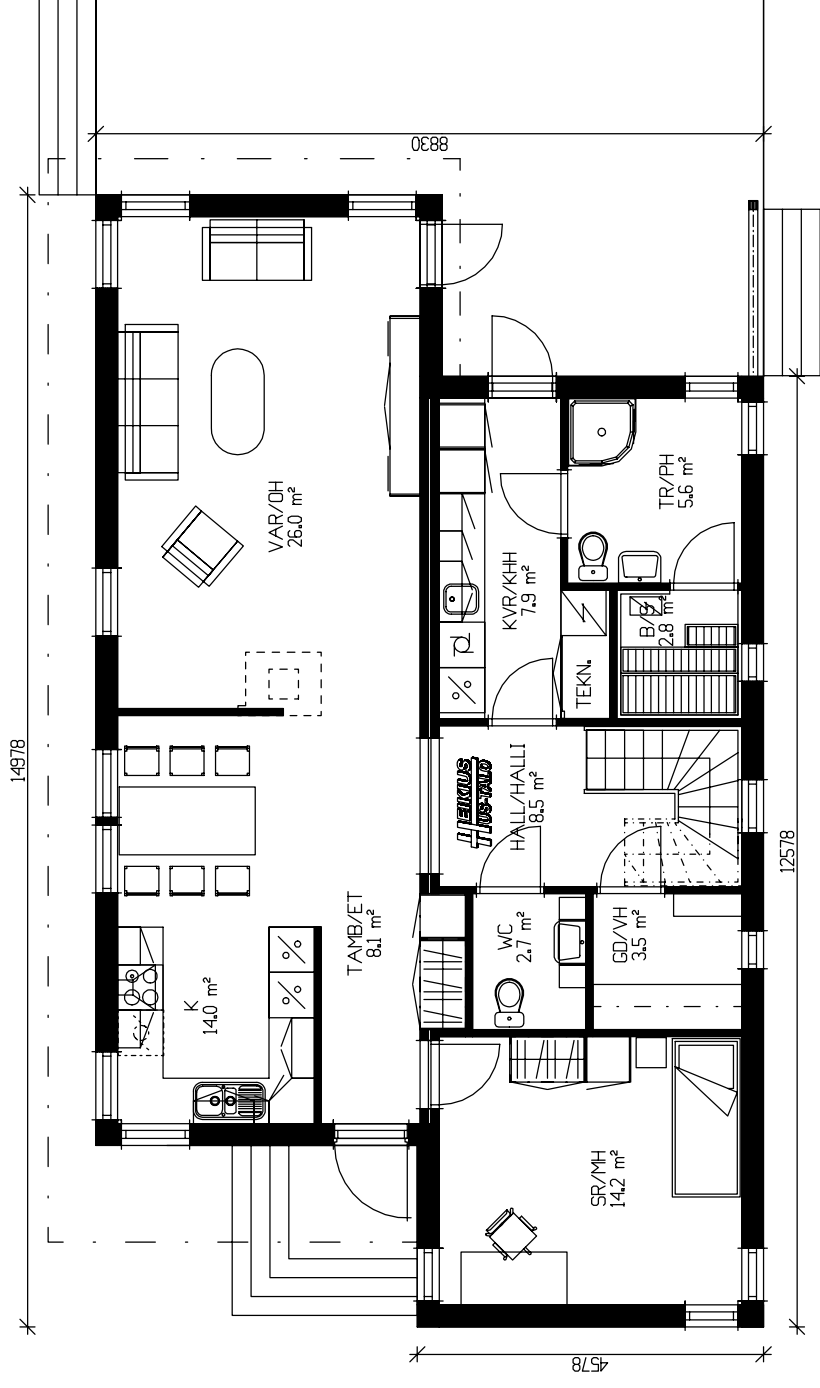 8830
14978
12578
4578
VAR/OH
26.0 m²
KVR/KHH
7.9 m²
TR/PH
5.6 m²
B/S
2.8 m²
TEKN.
HEIKIUS
HALL/HALLI
8.5 m²
TAMB/ET
8.1 m²
WC
2.7 m²
GD/VH
3.5 m²
K
14.0 m²
SR/MH
14.2 m²